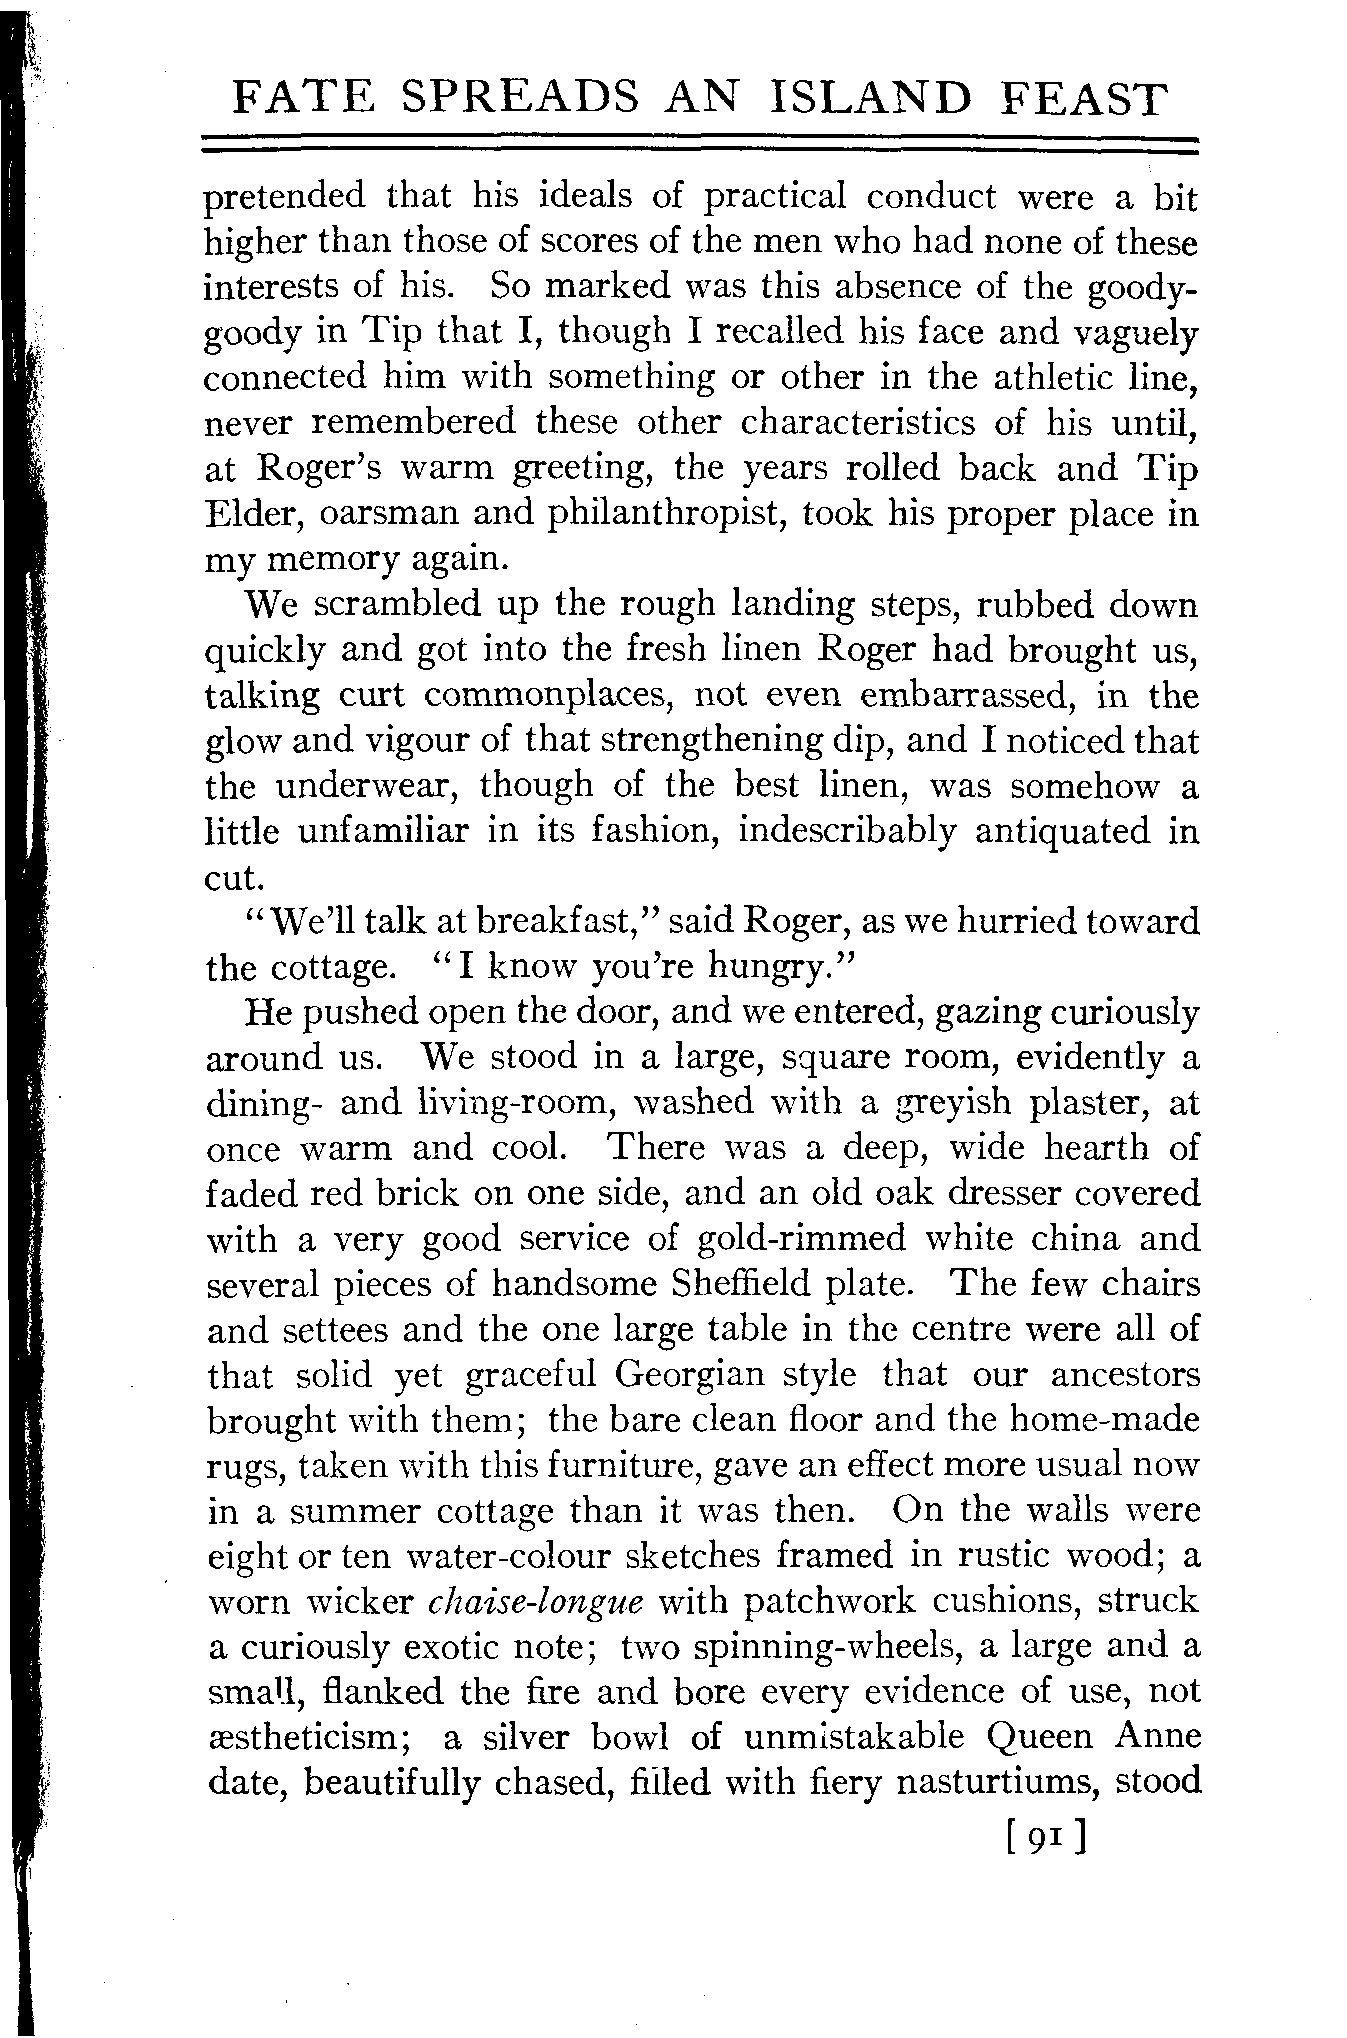 FATE SPREADS AN ISLAND FEAST
pretended that his ideals of practical conduct were a bit
higher than those of scores of the men who had none of these
interests of his. So marked was this absence of the goody-
goody in Tip that I, though I recalled his face and vaguely
connected him with something or other in the athletic line,
never remembered these other characteristics of his until,
at Roger's warm greeting, the years rolled back and Tip
Elder, oarsman and philanthropist, took his proper place in
my memory again.
We scrambled up the rough landing steps, rubbed down
quickly and got into the fresh linen Roger had brought us,
talking curt commonplaces, not even embarrassed, in the
glow and vigour of that strengthening dip, and I noticed that
the underwear, though of the best linen, was somehow a
little unfamiliar in its fashion, indescribably antiquated in
cut.
"We'll talk at breakfast," said Roger, as we hurried toward
the cottage. "I know you're hungry."
He pushed open the door, and we entered, gazing curiously
around us. We stood in a large, square room, evidently a
dining- and living-room, washed with a greyish plaster, at
once warm and cool. There was a deep, wide hearth of
faded red brick on one side, and an old oak dresser covered
with a very good service of gold-rimmed white china and
several pieces of handsome Sheffield plate. The few chairs
and settees and the one large table in the centre were all of
that solid yet graceful Georgian style that our ancestors
brought with them; the bare clean floor and the home-made
rugs, taken with this furniture, gave an effect more usual now
in a summer cottage than it was then. On the walls were
eight or ten water-colour sketches framed in rustic wood; a
worn wicker chaise-longue with patchwork cushions, struck
a curiously exotic note; two spinning-wheels, a large and a
small, flanked the fire and bore every evidence of use, not
æstheticism; a silver bowl of unmistakable Queen Anne
date, beautifully chased, filled with fiery nasturtiums, stood
[ 91 ]